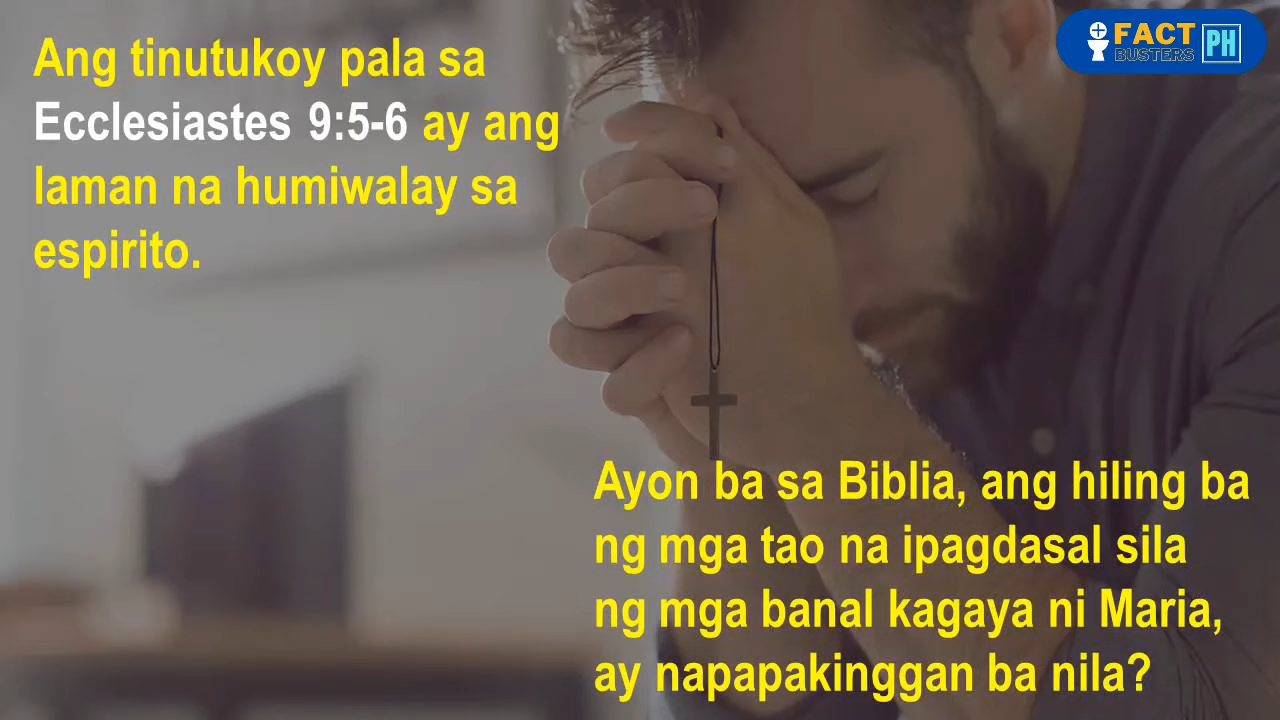 Ang tinutukoy pala sa
Ecclesiastes 9:5-6 ay ang
laman na humiwalay sa
espirito.
FACT
BUSTERS
PH
Ayon ba sa Biblia, ang hiling ba
ng mga tao na ipagdasal sila
ng mga banal kagaya ni Maria,
ay napapakinggan ba nila?